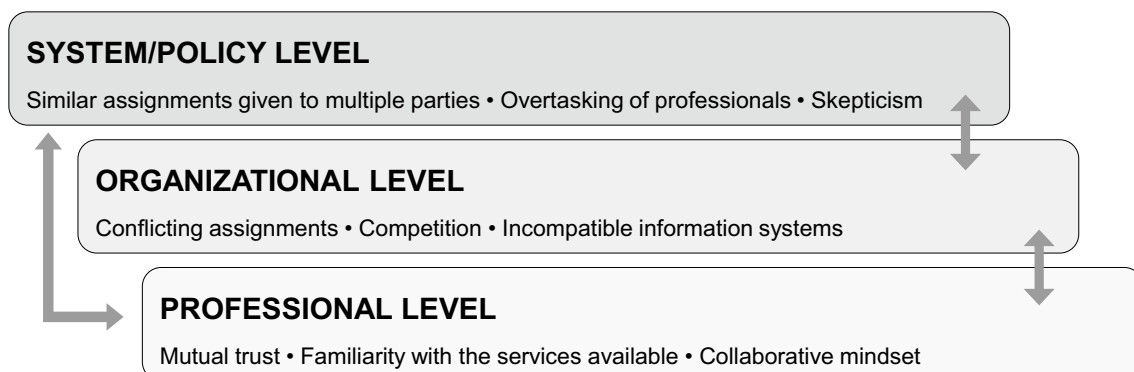 SYSTEM/POLICY LEVEL
Similar assignments given to multiple parties • Overtasking of professionals • Skepticism
ORGANIZATIONAL LEVEL
Conflicting assignments • Competition • Incompatible information systems
PROFESSIONAL LEVEL
Mutual trust • Familiarity with the services available • Collaborative mindset